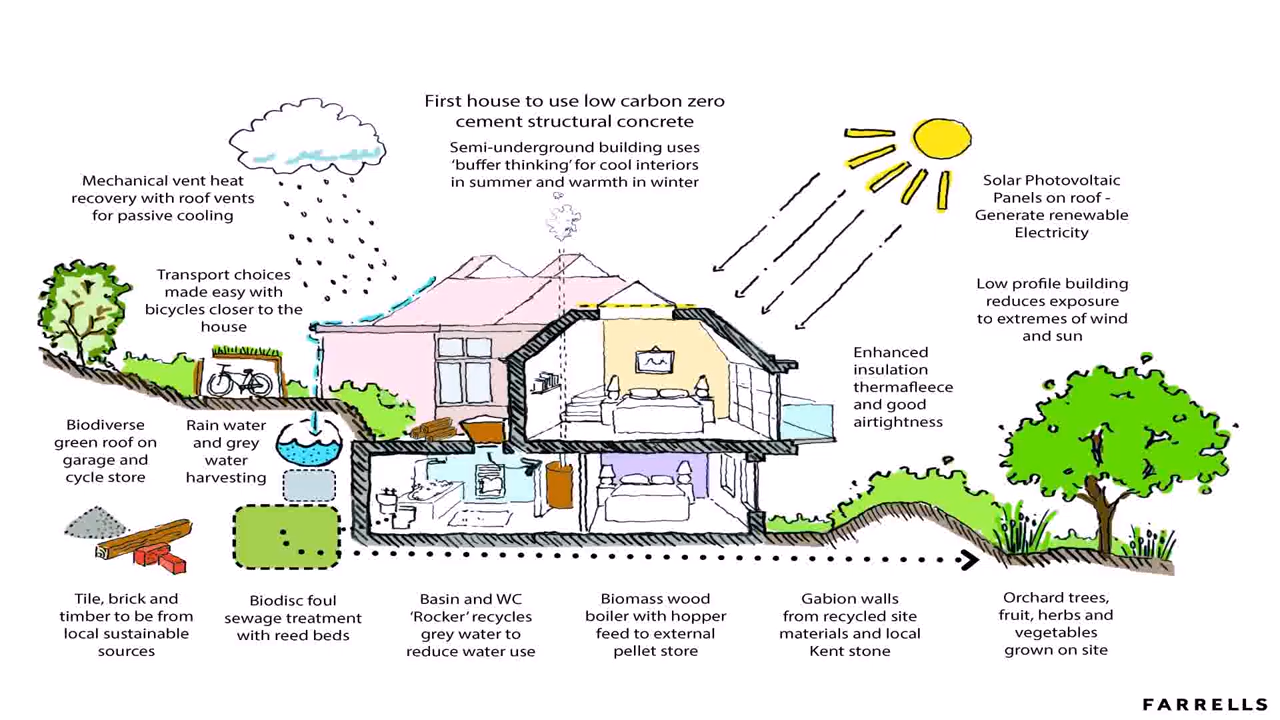 First house to use low carbon zero
cement structural concrete
Semi-underground building uses
‘buffer thinking’ for cool interiors
in summer and warmth in winter
Mechanical vent heat
recovery with roof vents
for passive cooling
Solar Photovoltaic
Panels on roof -
Generate renewable
Electricity
Transport choices
made easy with
bicycles closer to the
house
Low profile building
reduces exposure
to extremes of wind
and sun
Enhanced
insulation
thermafleece
and good
airtightness
Biodiverse
green roof on
garage and
cycle store
Rain water
and grey
water
harvesting
Tile, brick and
timber to be from
local sustainable
sources
Biodisc foul
sewage treatment
with reed beds
Basin and WC
‘Rocker’ recycles
grey water to
reduce water use
Biomass wood
boiler with hopper
feed to external
pellet store
Gabion walls
from recycled site
materials and local
Kent stone
Orchard trees,
fruit, herbs and
vegetables
grown on site
FARRELLS